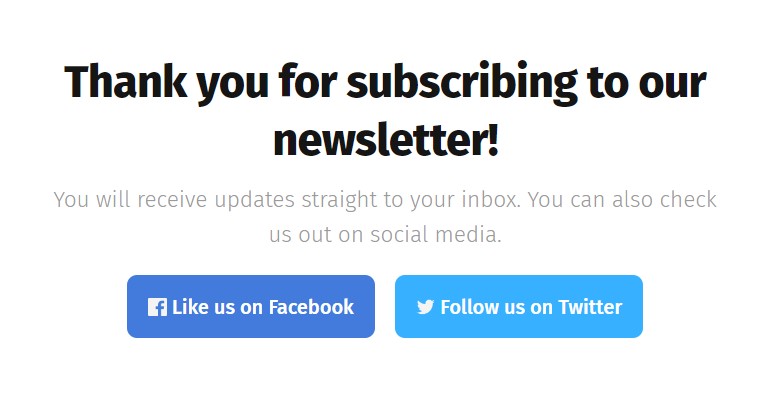 Thank you for subscribing to our
newsletter!
You will receive updates straight to your inbox. You can also check
us out on social media.
Like us on Facebook
Follow us on Twitter